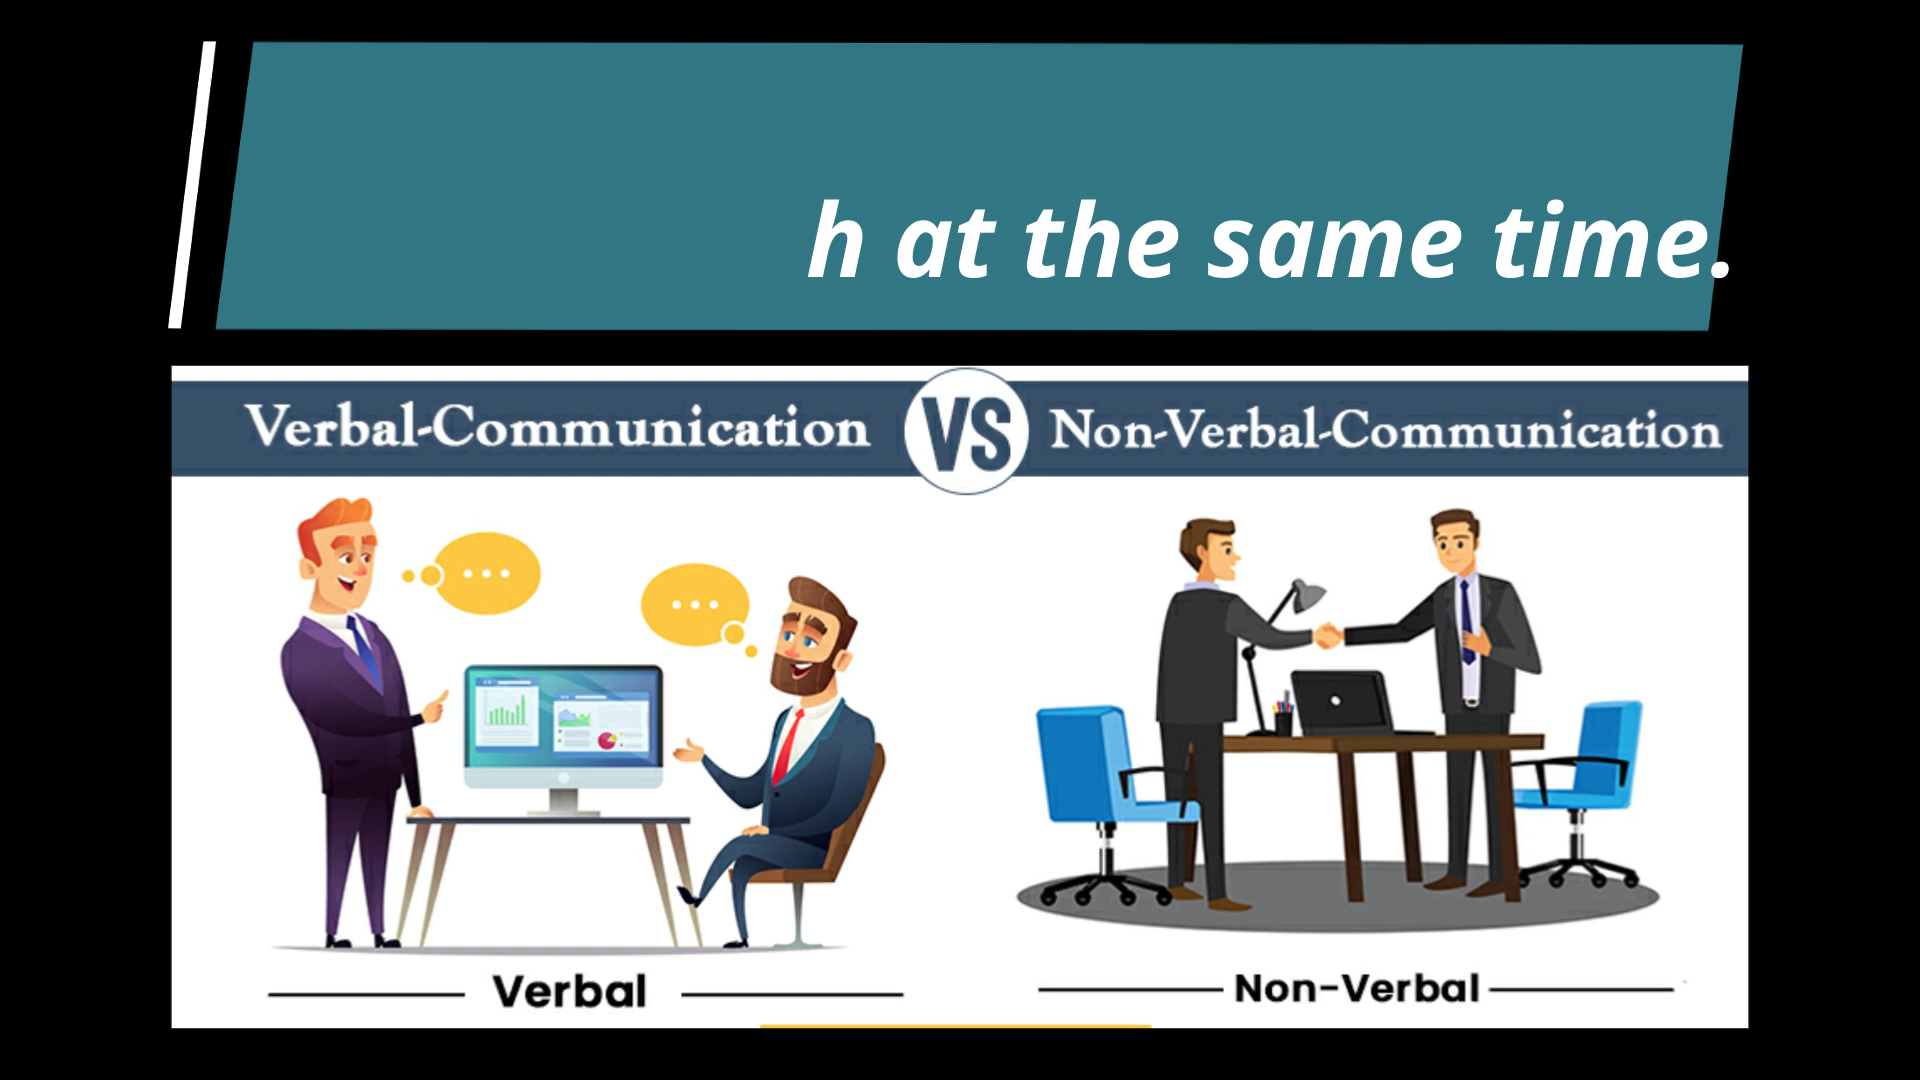 h at the same time.
Verbal-Communication VS Non-Verbal-Communication
Verbal
Non-Verbal